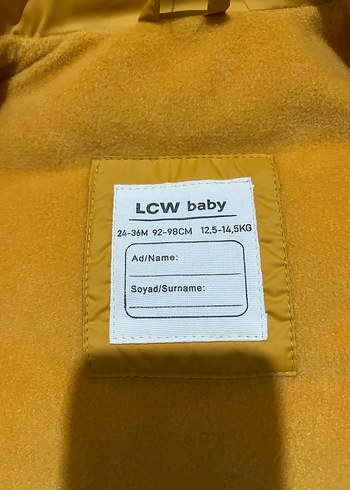 LCW baby
24-36M 92-98CM 12,5-14,5KG
Ad/Name:
Soyad/Surname: